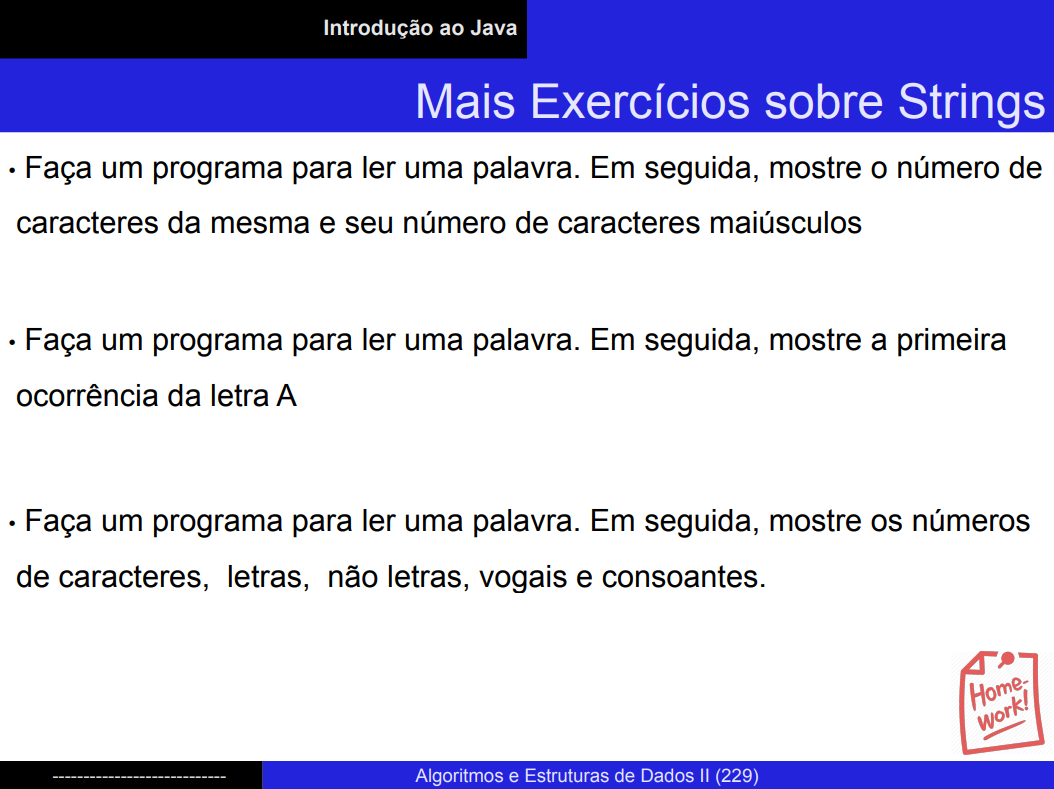 Introdução ao Java
Mais Exercícios sobre Strings
• Faça um programa para ler uma palavra. Em seguida, mostre o número de
caracteres da mesma e seu número de caracteres maiúsculos
• Faça um programa para ler uma palavra. Em seguida, mostre a primeira
ocorrência da letra A
• Faça um programa para ler uma palavra. Em seguida, mostre os números
de caracteres, letras, não letras, vogais e consoantes.
Home-
work!
---------------------------- Algoritmos e Estruturas de Dados II (229)